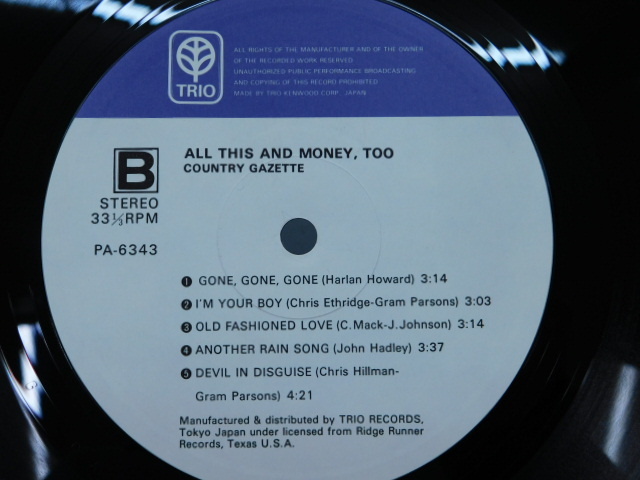 TRIO
ALL RIGHTS OF THE MANUFACTURER AND OF THE OWNER
OF THE RECORDED WORK RESERVED
UNAUTHORIZED PUBLIC PERFORMANCE BROADCASTING
AND COPYING OF THIS RECORD PROHIBITED
MADE BY TRIO KENWOOD CORP. JAPAN
B
STEREO
33⅓RPM
PA-6343
ALL THIS AND MONEY, TOO
COUNTRY GAZETTE
❶ GONE, GONE, GONE (Harlan Howard) 3:14
❷ I'M YOUR BOY (Chris Ethridge-Gram Parsons) 3:03
❸ OLD FASHIONED LOVE (C. Mack-J. Johnson) 3:14
❹ ANOTHER RAIN SONG (John Hadley) 3:37
❺ DEVIL IN DISGUISE (Chris Hillman-
Gram Parsons) 4:21
Manufactured & distributed by TRIO RECORDS,
Tokyo Japan under licensed from Ridge Runner
Records, Texas U.S.A.